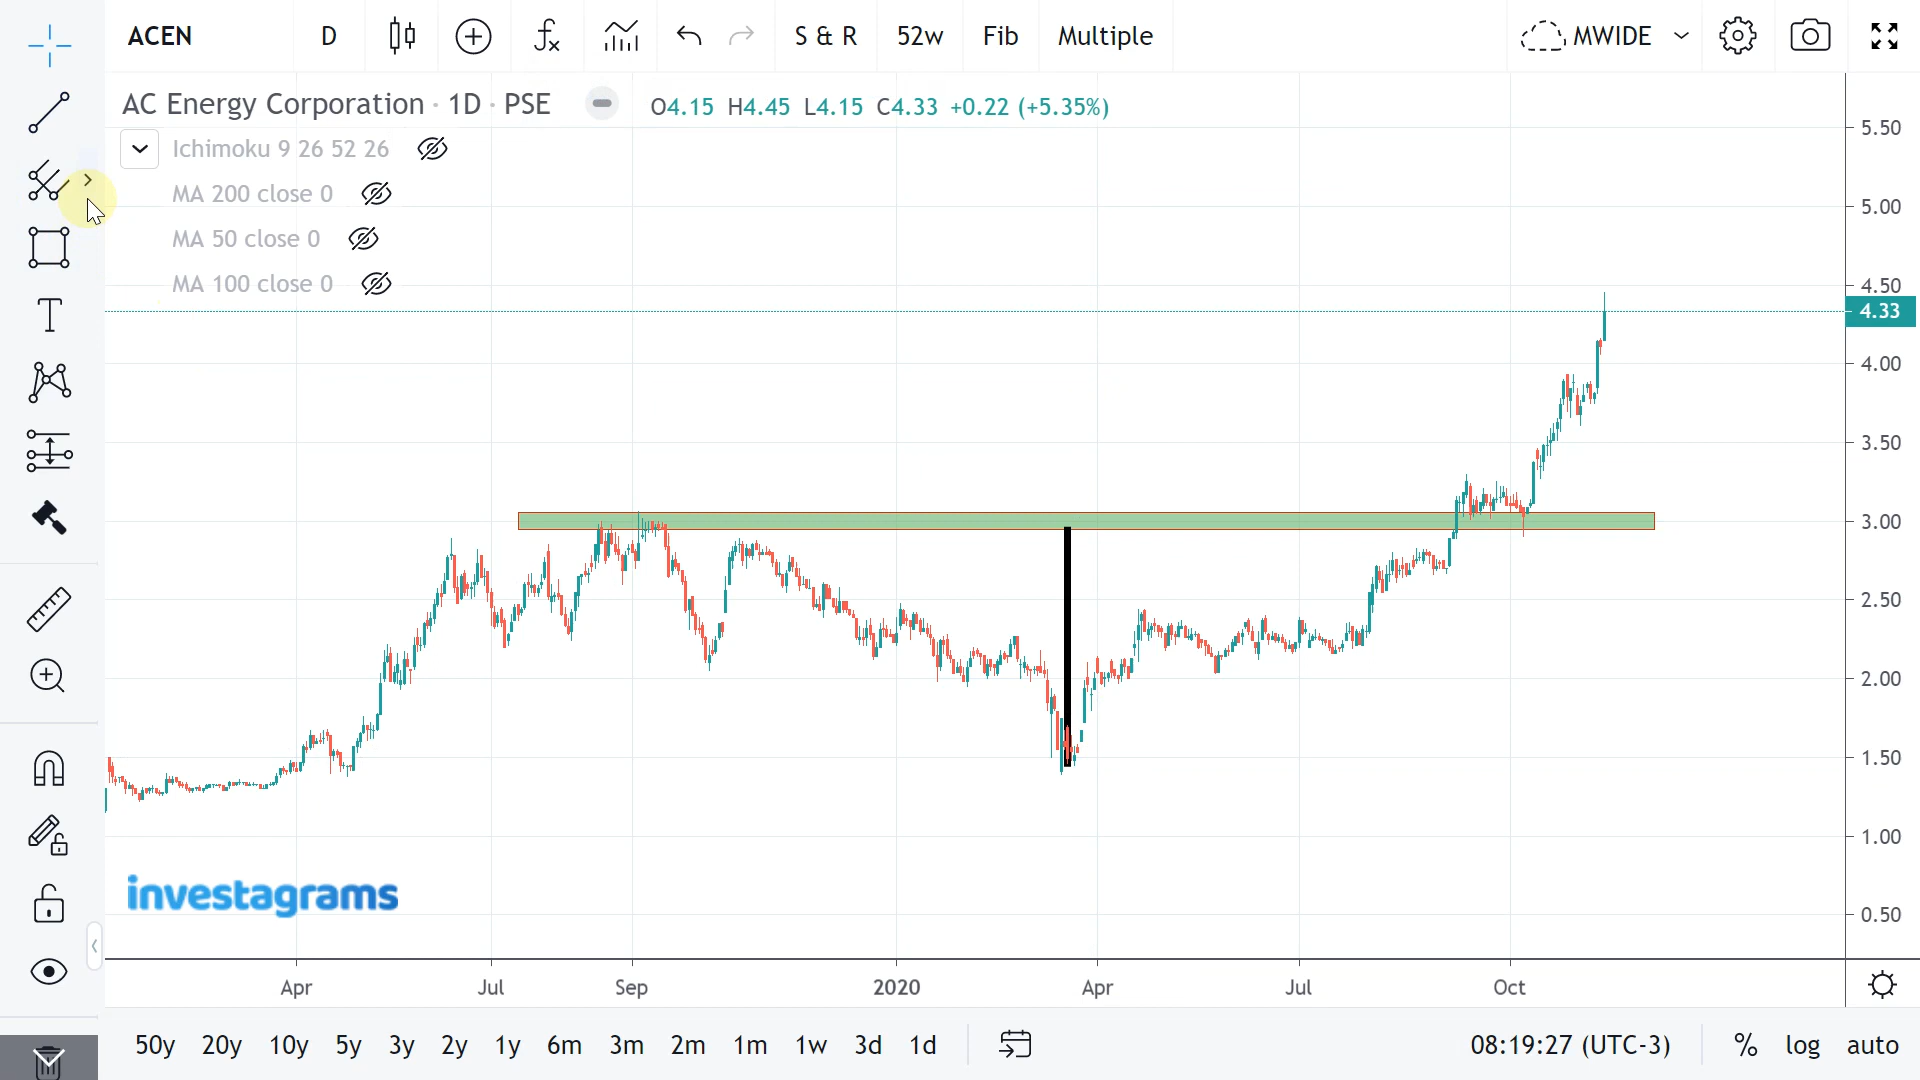 ACEN D S & R 52w Fib Multiple MWIDE
AC Energy Corporation · 1D · PSE O4.15 H4.45 L4.15 C4.33 +0.22 (+5.35%)
Ichimoku 9 26 52 26
MA 200 close 0
MA 50 close 0
MA 100 close 0
5.50
5.00
4.50
4.33
4.00
3.50
3.00
2.50
2.00
1.50
1.00
0.50
investagrams
Apr Jul Sep 2020 Apr Jul Oct
50y 20y 10y 5y 3y 2y 1y 6m 3m 2m 1m 1w 3d 1d 08:19:27 (UTC-3) % log auto